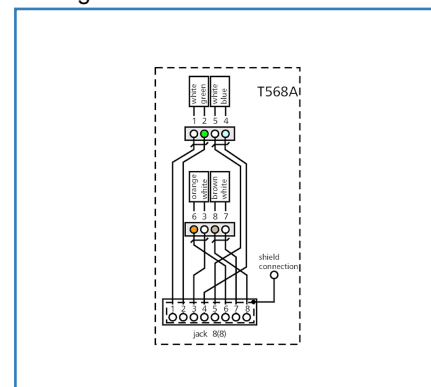 T568A
white
green
white
blue
1 2 5 4
orange
white
brown
white
6 3 8 7
shield
connection
1 2 3 4 5 6 7 8
jack 8(8)